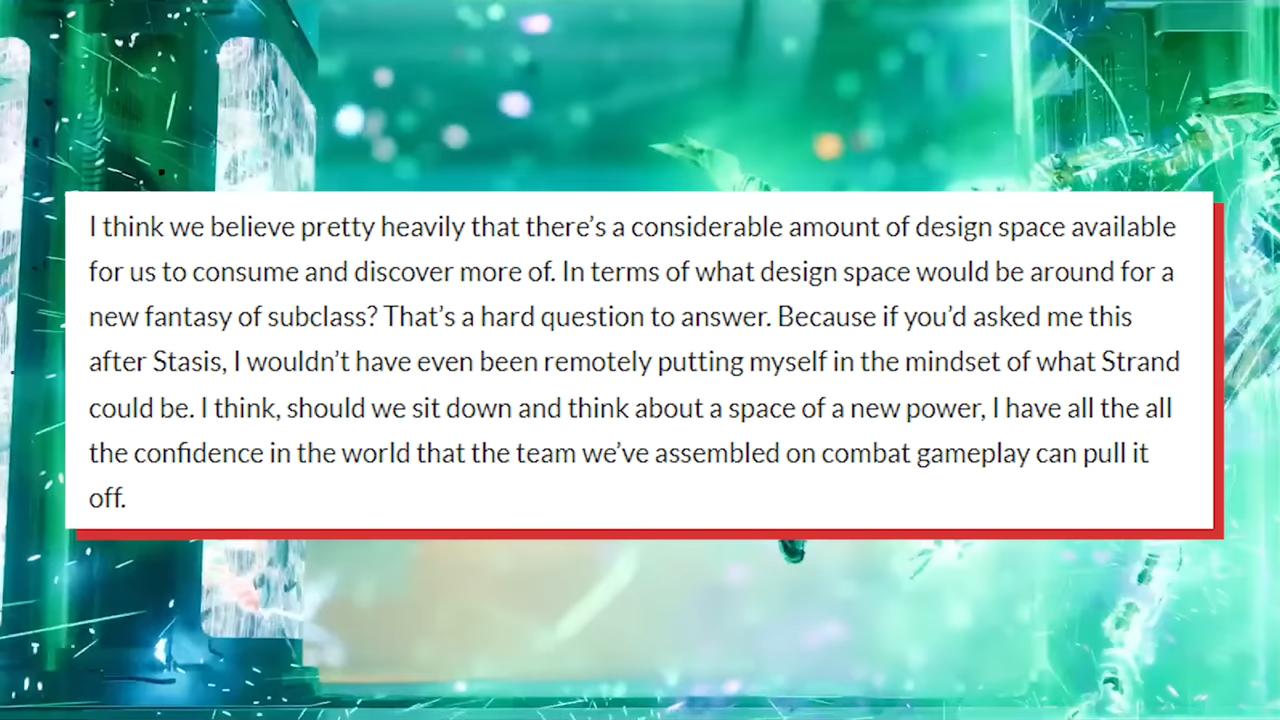 I think we believe pretty heavily that there’s a considerable amount of design space available
for us to consume and discover more of. In terms of what design space would be around for a
new fantasy of subclass? That’s a hard question to answer. Because if you’d asked me this
after Stasis, I wouldn’t have even been remotely putting myself in the mindset of what Strand
could be. I think, should we sit down and think about a space of a new power, I have all the all
the confidence in the world that the team we’ve assembled on combat gameplay can pull it
off.